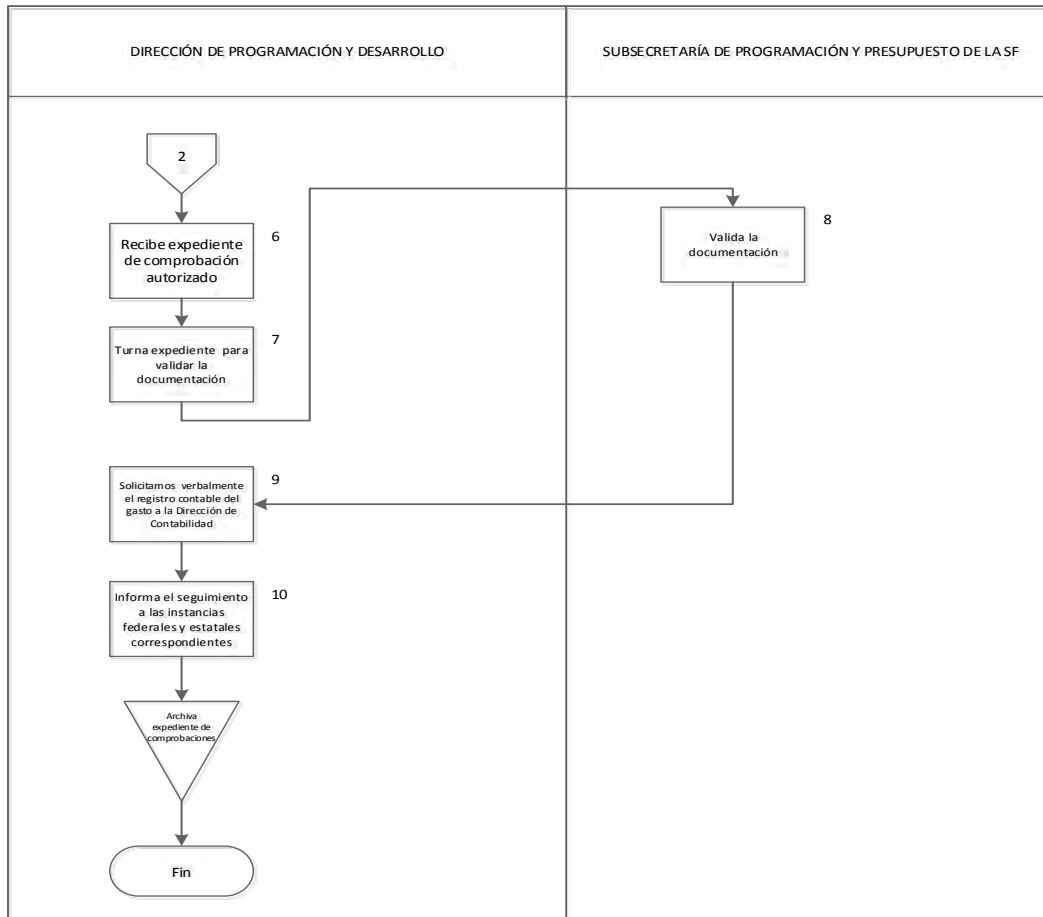 DIRECCIÓN DE PROGRAMACIÓN Y DESARROLLO
SUBSECRETARÍA DE PROGRAMACIÓN Y PRESUPUESTO DE LA SF
2
6
Recibe expediente
de comprobación
autorizado
7
Turna expediente para
validar la
documentación
8
Valida la
documentación
9
Solicitamos verbalmente
el registro contable del
gasto a la Dirección de
Contabilidad
10
Informa el seguimiento
a las instancias
federales y estatales
correspondientes
Archiva
expediente de
comprobaciones
Fin